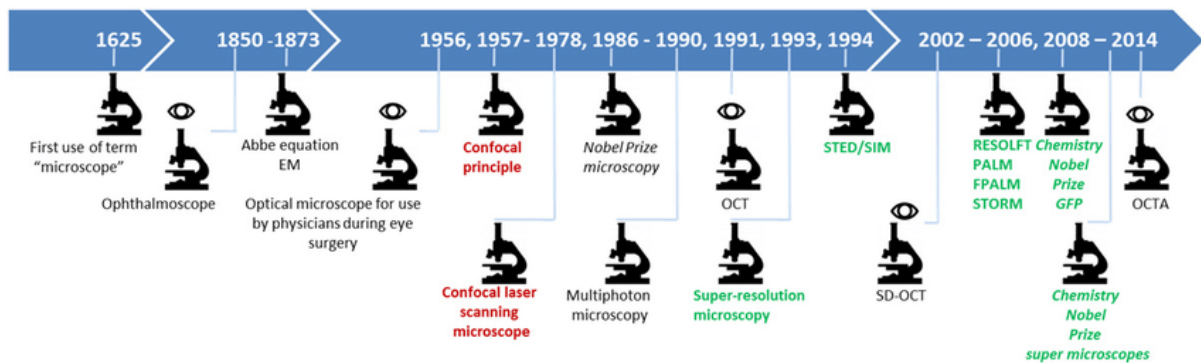 1625
1850 -1873
1956, 1957- 1978, 1986 - 1990, 1991, 1993, 1994
2002 – 2006, 2008 – 2014
First use of term
“microscope”
Ophthalmoscope
Abbe equation
EM
Optical microscope for use
by physicians during eye
surgery
Confocal
principle
Confocal laser
scanning
microscope
Nobel Prize
microscopy
Multiphoton
microscopy
OCT
Super-resolution
microscopy
STED/SIM
SD-OCT
RESOLFT
PALM
FPALM
STORM
Chemistry
Nobel
Prize
GFP
Chemistry
Nobel
Prize
super microscopes
OCTA